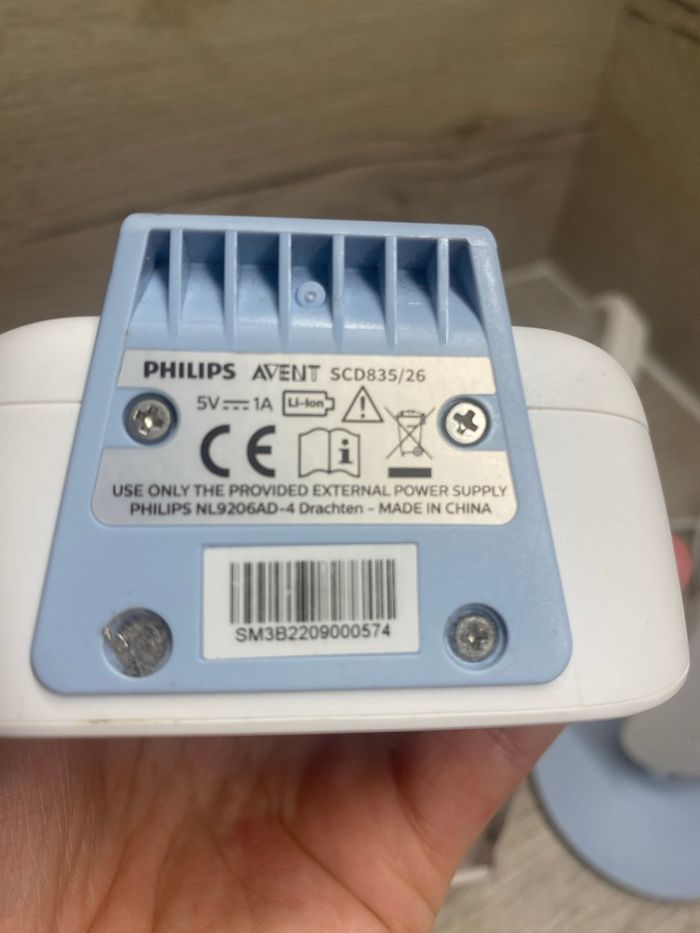 PHILIPS AVENT SCD835/26
5V⎓1A Li-Ion
CE
USE ONLY THE PROVIDED EXTERNAL POWER SUPPLY
PHILIPS NL9206AD-4 Drachten - MADE IN CHINA
SM3B2209000574